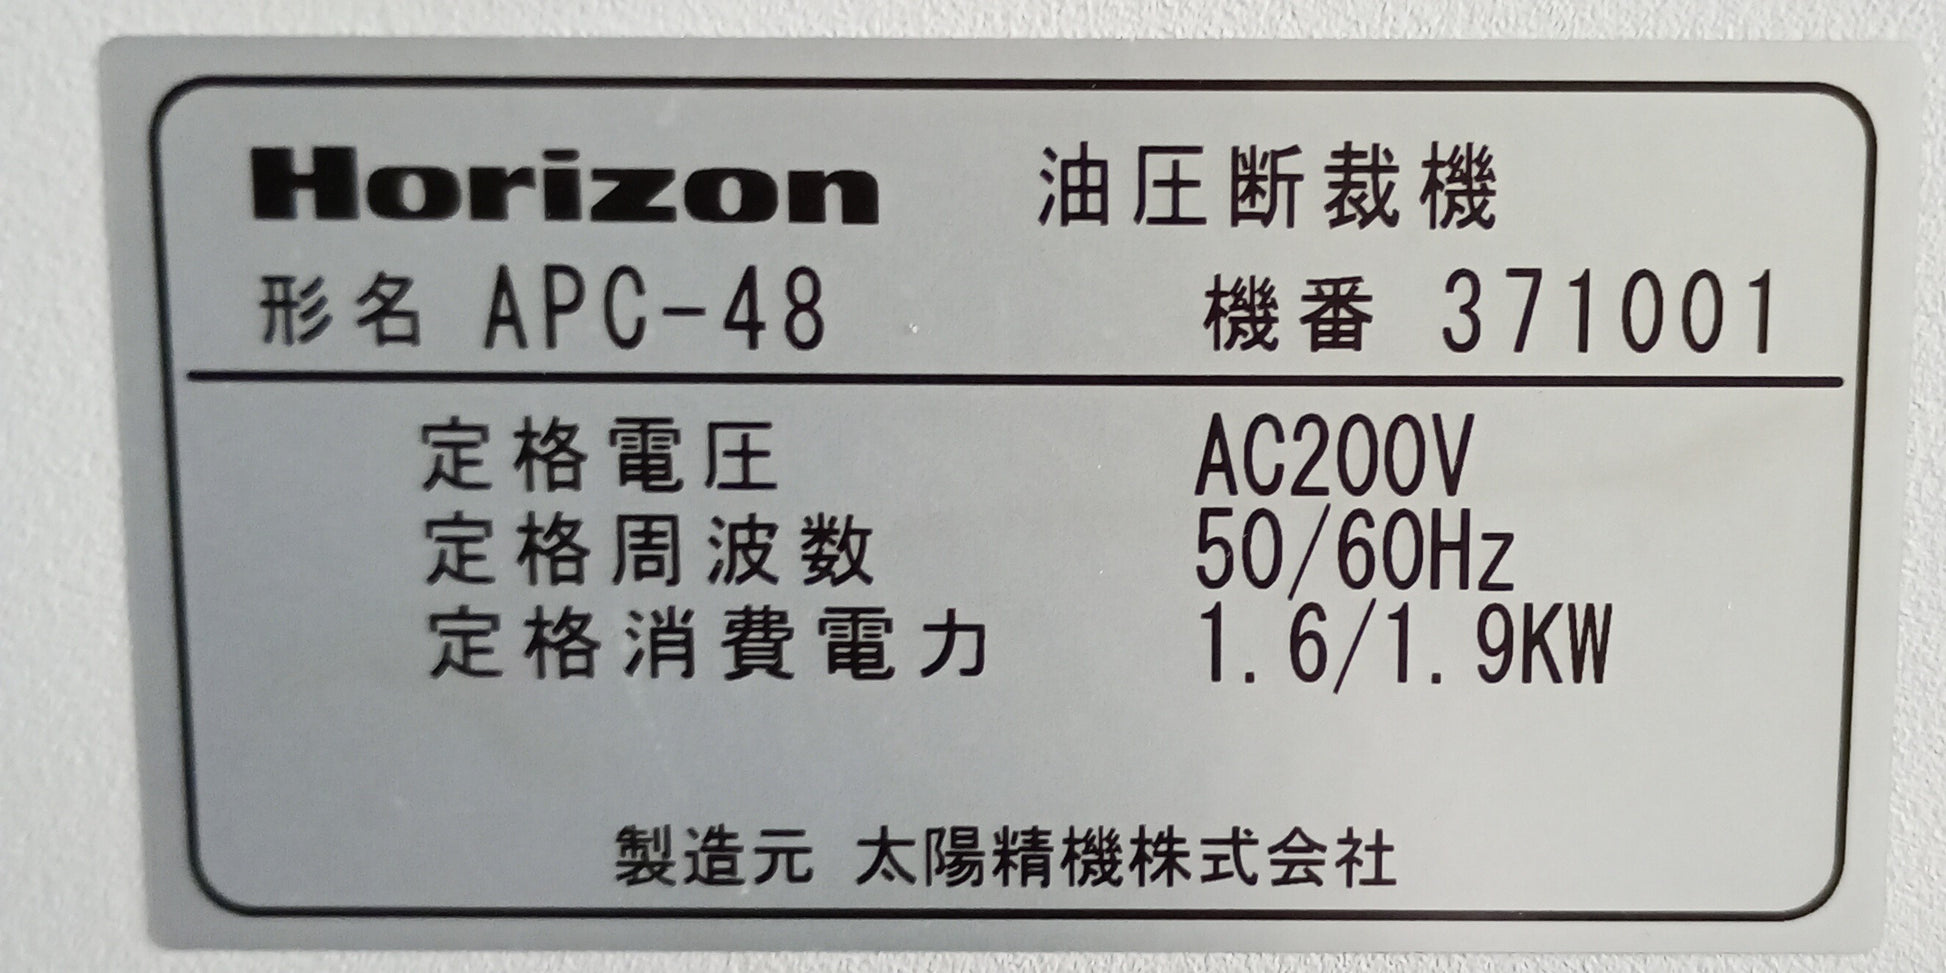 Horizon 油圧断裁機
形名 APC-48 機番 371001
定格電圧 AC200V
定格周波数 50/60Hz
定格消費電力 1.6/1.9KW
製造元 太陽精機株式会社